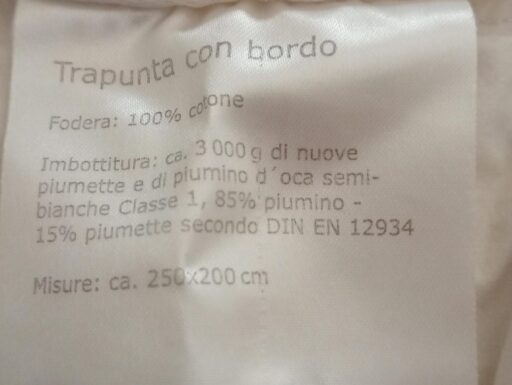 Trapunta con bordo
Fodera: 100% cotone
Imbottitura: ca. 3 000 g di nuove
piumette e di piumino d´oca semi-
bianche Classe 1, 85% piumino -
15% piumette secondo DIN EN 12934
Misure: ca. 250x200 cm